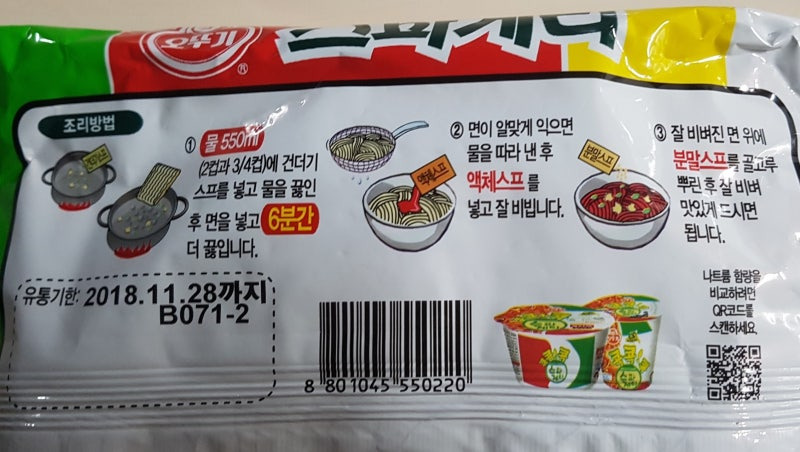 오뚜기
®
스파게티
조리방법
① 물 550ml
(2컵과 3/4컵)에 건더기
스프를 넣고 물을 끓인
후 면을 넣고 6분간
더 끓입니다.
② 면이 알맞게 익으면
물을 따라 낸 후
액체스프를
넣고 잘 비빕니다.
액체스프
③ 잘 비벼진 면 위에
분말스프를 골고루
뿌린 후 잘 비벼
맛있게 드시면
됩니다.
분말스프
유통기한: 2018.11.28까지
B071-2
8 801045 550220
나트륨 함량을
비교하려면
QR코드를
스캔하세요.